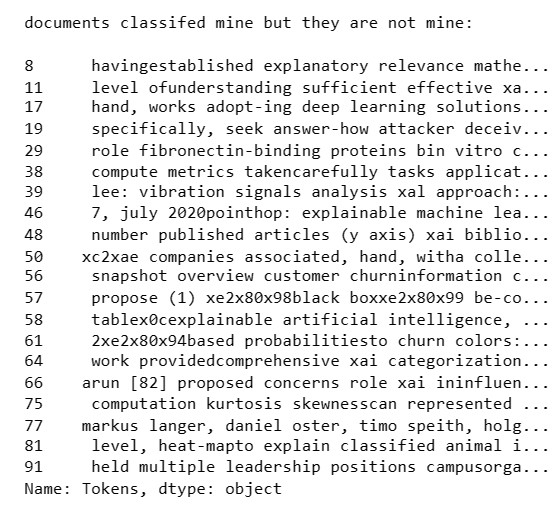 documents classifed mine but they are not mine:
8 havingestablished explanatory relevance mathe...
11 level ofunderstanding sufficient effective xa...
17 hand, works adopt-ing deep learning solutions...
19 specifically, seek answer-how attacker deceiv...
29 role fibronectin-binding proteins bin vitro c...
38 compute metrics takencarefully tasks applicat...
39 lee: vibration signals analysis xal approach:...
46 7, july 2020pointhop: explainable machine lea...
48 number published articles (y axis) xai biblio...
50 xc2xae companies associated, hand, witha colle...
56 snapshot overview customer churninformation c...
57 propose (1) xe2x80x98black boxxe2x80x99 be-co...
58 tablex0cexplainable artificial intelligence, ...
61 2xe2x80x94based probabilitiesto churn colors:...
64 work providedcomprehensive xai categorization...
66 arun [82] proposed concerns role xai ininfluen...
75 computation kurtosis skewnesscan represented ...
77 markus langer, daniel oster, timo speith, holg...
81 level, heat-mapto explain classified animal i...
91 held multiple leadership positions campusorga...
Name: Tokens, dtype: object